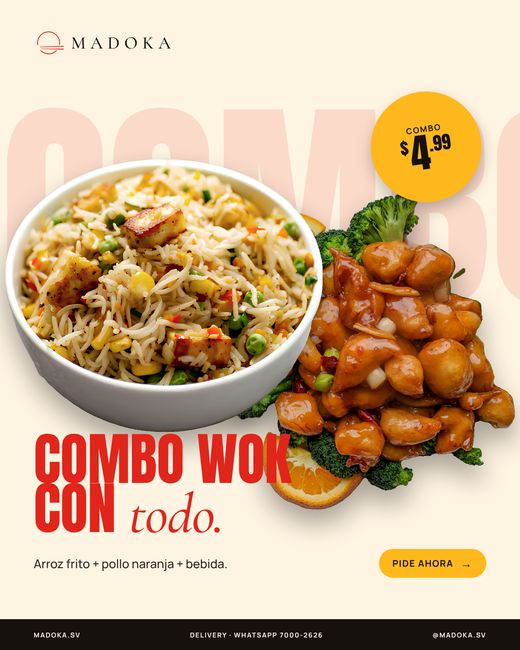 MADOKA
COMBO
COMBO
$4.99
COMBO WOK
CON todo.
Arroz frito + pollo naranja + bebida.
PIDE AHORA →
MADOKA.SV
DELIVERY · WHATSAPP 7000-2626
@MADOKA.SV